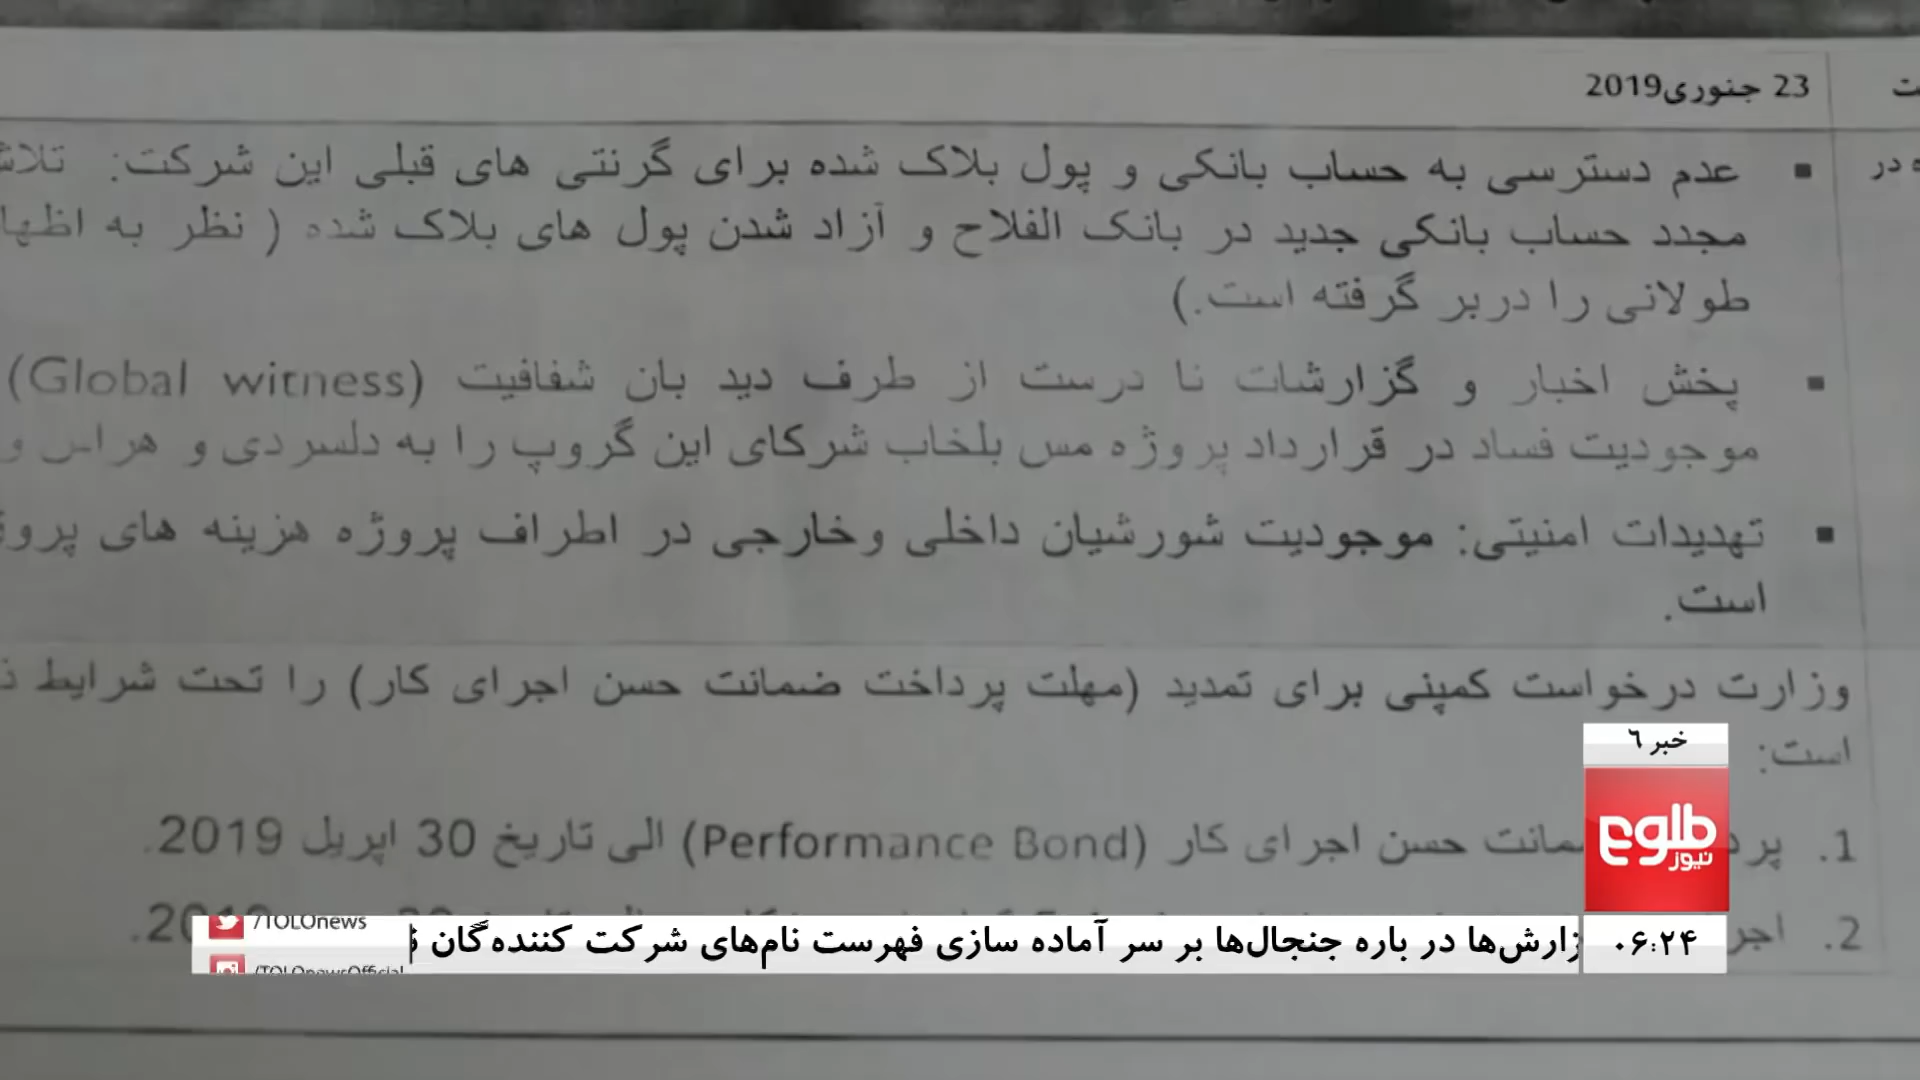 23 جنوری2019
عدم دسترسی به حساب بانکی و پول بلاک شده برای گرنتی های قبلی این شرکت:
مجدد حساب بانکی جدید در بانک الفلاح و آزاد شدن پول های بلاک شده ( نظر به
طولانی را دربر گرفته است.)
پخش اخبار و گزارشات نا درست از طرف دید بان شفافیت (Global witness)
موجودیت فساد در قرارداد پروژه مس بلخاب شرکای این گروپ را به دلسردی و هراس و
تهدیدات امنیتی: موجودیت شورشیان داخلی وخارجی در اطراف پروژه هزینه های
است.
وزارت درخواست کمپنی برای تمدید (مهلت پرداخت ضمانت حسن اجرای کار) را تحت شرایط
است:
1. حسن اجرای کار (Performance Bond) الی تاریخ 30 اپریل 2019.
2.
خبر ٦
طلوع
نیوز
۰۶:۲۴
/TOLOnews
/TOLOnewsOfficial
در باره جنجال‌ها بر سر آماده سازی فهرست نام‌های شرکت کننده‌گان